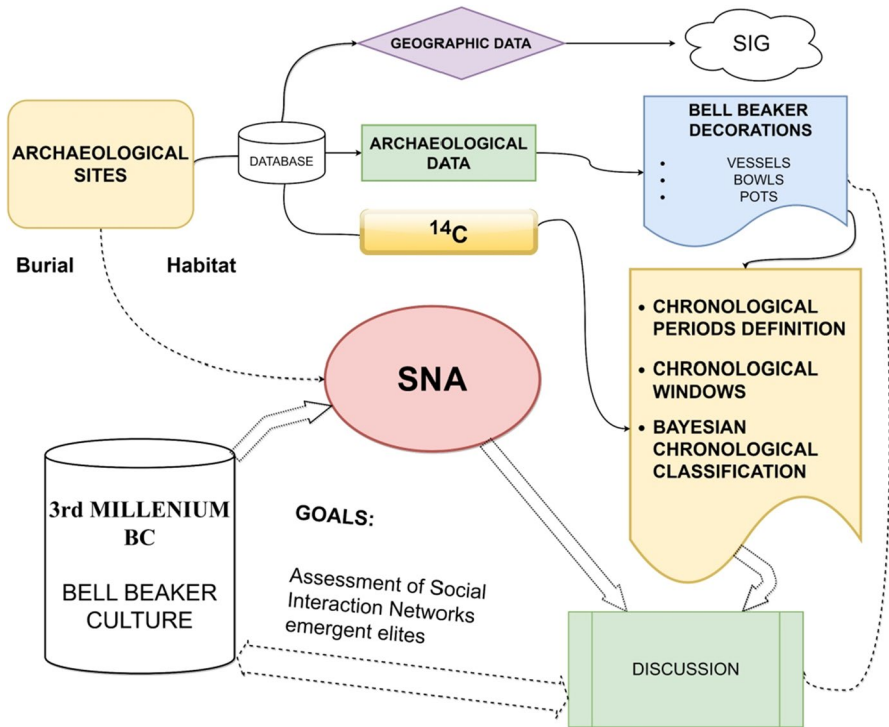 GEOGRAPHIC DATA
SIG
ARCHAEOLOGICAL
SITES
DATABASE
ARCHAEOLOGICAL
DATA
BELL BEAKER
DECORATIONS
• VESSELS
• BOWLS
• POTS
14C
Burial
Habitat
• CHRONOLOGICAL
PERIODS DEFINITION
• CHRONOLOGICAL
WINDOWS
• BAYESIAN
CHRONOLOGICAL
CLASSIFICATION
SNA
3rd MILLENIUM
BC
BELL BEAKER
CULTURE
GOALS:
Assessment of Social
Interaction Networks
emergent elites
DISCUSSION